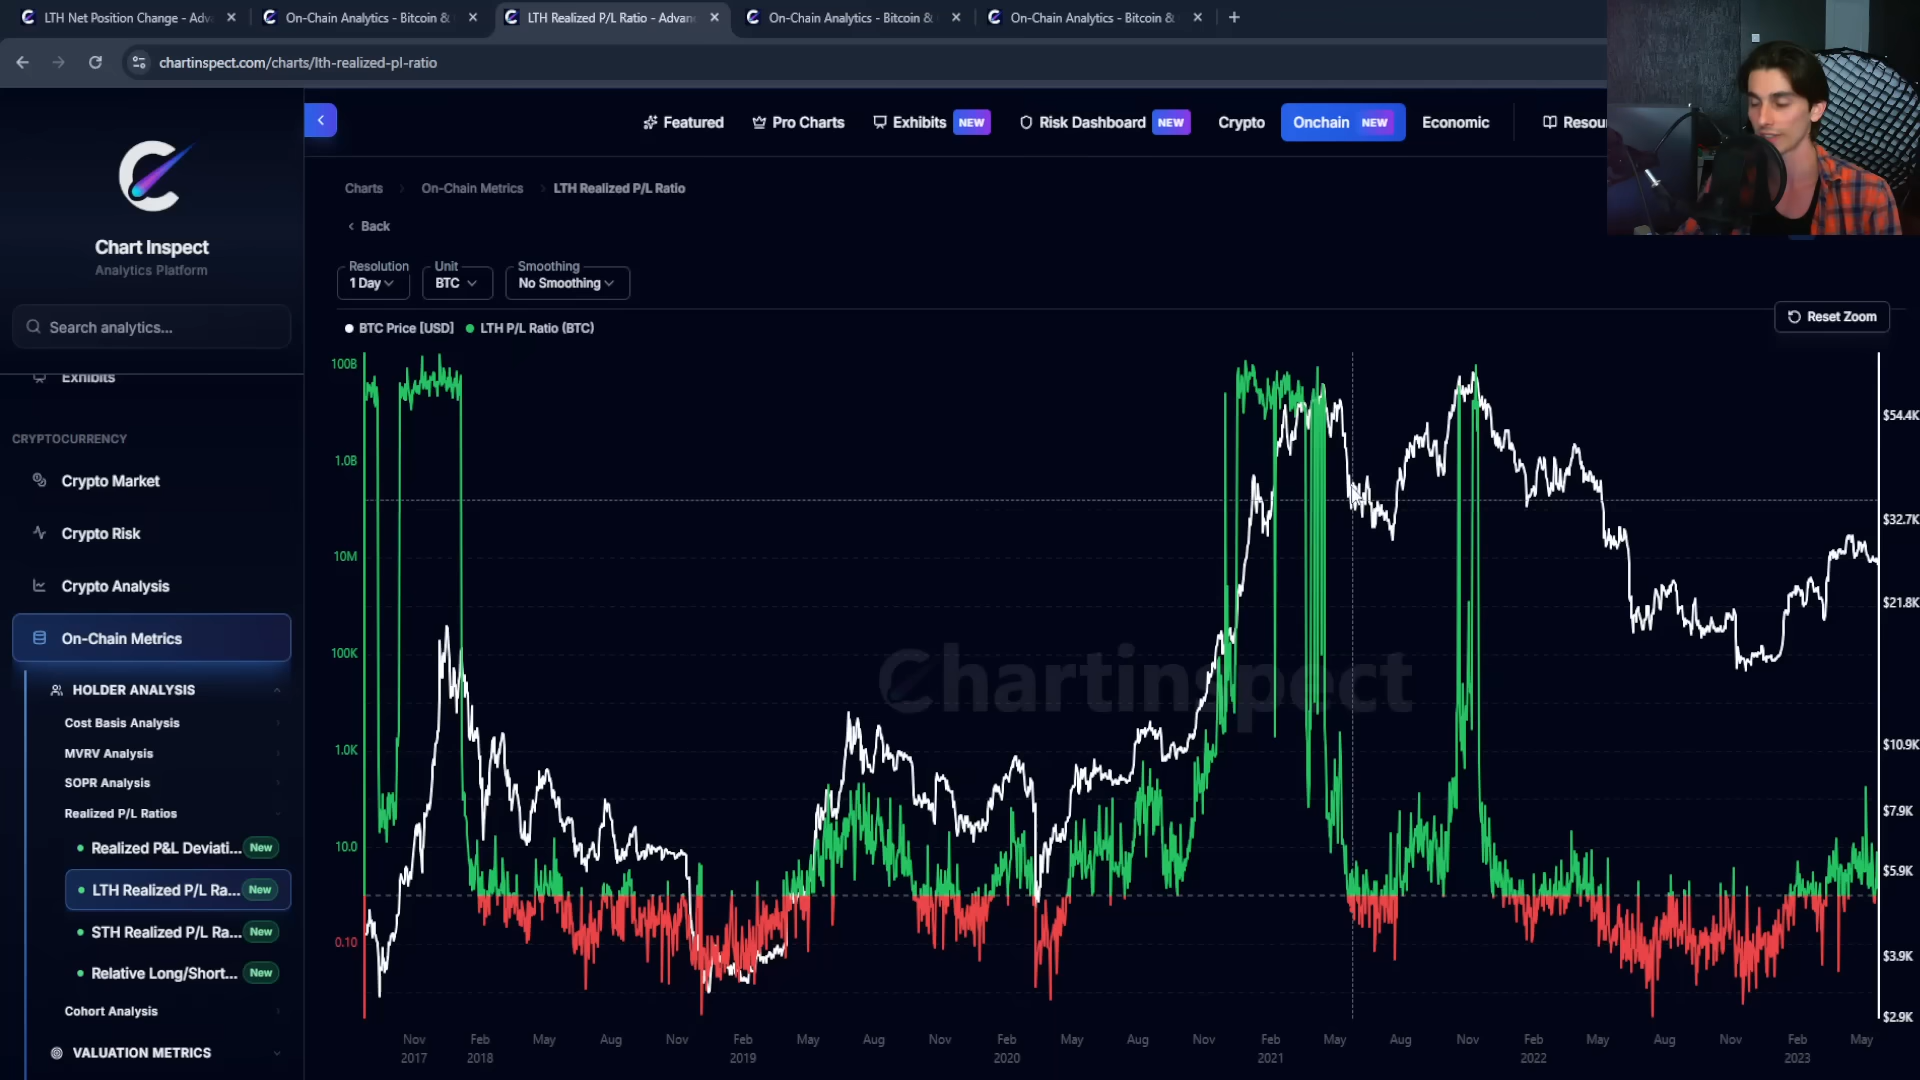 LTH Net Position Change - Adv
On-Chain Analytics - Bitcoin &
LTH Realized P/L Ratio - Advan
On-Chain Analytics - Bitcoin &
On-Chain Analytics - Bitcoin &
chartinspect.com/charts/lth-realized-pl-ratio
Chart Inspect
Analytics Platform
Search analytics...
Exhibits
CRYPTOCURRENCY
Crypto Market
Crypto Risk
Crypto Analysis
On-Chain Metrics
HOLDER ANALYSIS
Cost Basis Analysis
MVRV Analysis
SOPR Analysis
Realized P/L Ratios
Realized P&L Deviati... New
LTH Realized P/L Ra... New
STH Realized P/L Ra... New
Relative Long/Short... New
Cohort Analysis
VALUATION METRICS
Featured
Pro Charts
Exhibits NEW
Risk Dashboard NEW
Crypto
Onchain NEW
Economic
Resou
Charts
On-Chain Metrics
LTH Realized P/L Ratio
Back
Resolution
1 Day
Unit
BTC
Smoothing
No Smoothing
BTC Price [USD]
LTH P/L Ratio (BTC)
Reset Zoom
100B
1.0B
10M
100K
1.0K
10.0
0.10
Chartinspect
$54.4K
$32.7K
$21.8K
$10.9K
$7.9K
$5.9K
$3.9K
$2.9K
Nov
2017
Feb
2018
May
Aug
Nov
Feb
2019
May
Aug
Nov
Feb
2020
May
Aug
Nov
Feb
2021
May
Aug
Nov
Feb
2022
May
Aug
Nov
Feb
2023
May